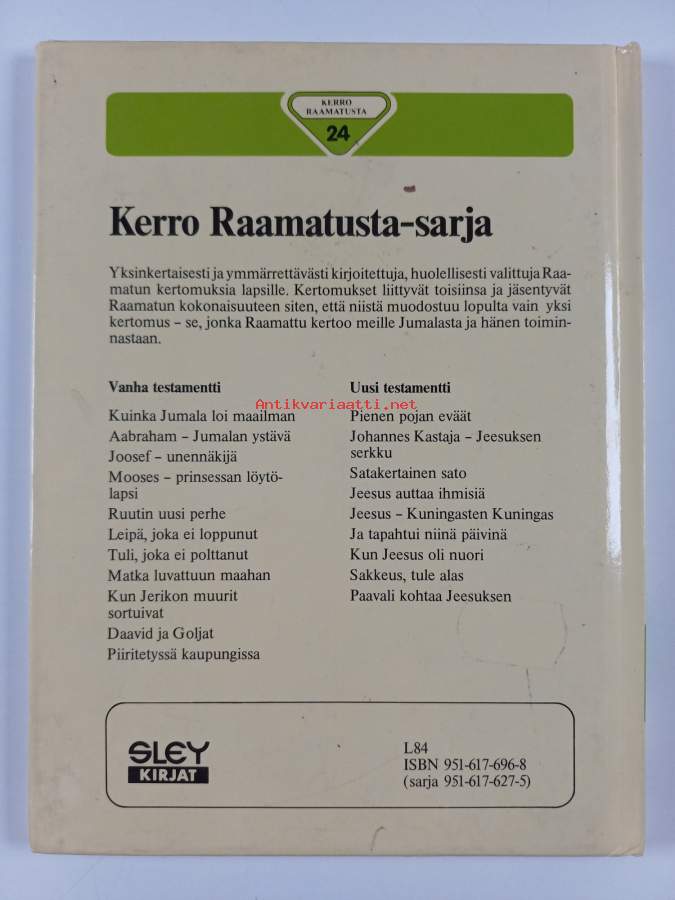 KERRO
RAAMATUSTA
24
Kerro Raamatusta-sarja
Yksinkertaisesti ja ymmärrettävästi kirjoitettuja, huolellisesti valittuja Raa-
matun kertomuksia lapsille. Kertomukset liittyvät toisiinsa ja jäsentyvät
Raamatun kokonaisuuteen siten, että niistä muodostuu lopulta vain yksi
kertomus – se, jonka Raamattu kertoo meille Jumalasta ja hänen toimin-
nastaan.
Vanha testamentti
Kuinka Jumala loi maailman
Aabraham – Jumalan ystävä
Joosef – unennäkijä
Mooses – prinsessan löytö-
lapsi
Ruutin uusi perhe
Leipä, joka ei loppunut
Tuli, joka ei polttanut
Matka luvattuun maahan
Kun Jerikon muurit
sortuivat
Daavid ja Goljat
Piiritetyssä kaupungissa
Uusi testamentti
Pienen pojan eväät
Johannes Kastaja – Jeesuksen
serkku
Satakertainen sato
Jeesus auttaa ihmisiä
Jeesus – Kuningasten Kuningas
Ja tapahtui niinä päivinä
Kun Jeesus oli nuori
Sakkeus, tule alas
Paavali kohtaa Jeesuksen
Antikvariaatti.net
SLEY
KIRJAT
L84
ISBN 951-617-696-8
(sarja 951-617-627-5)